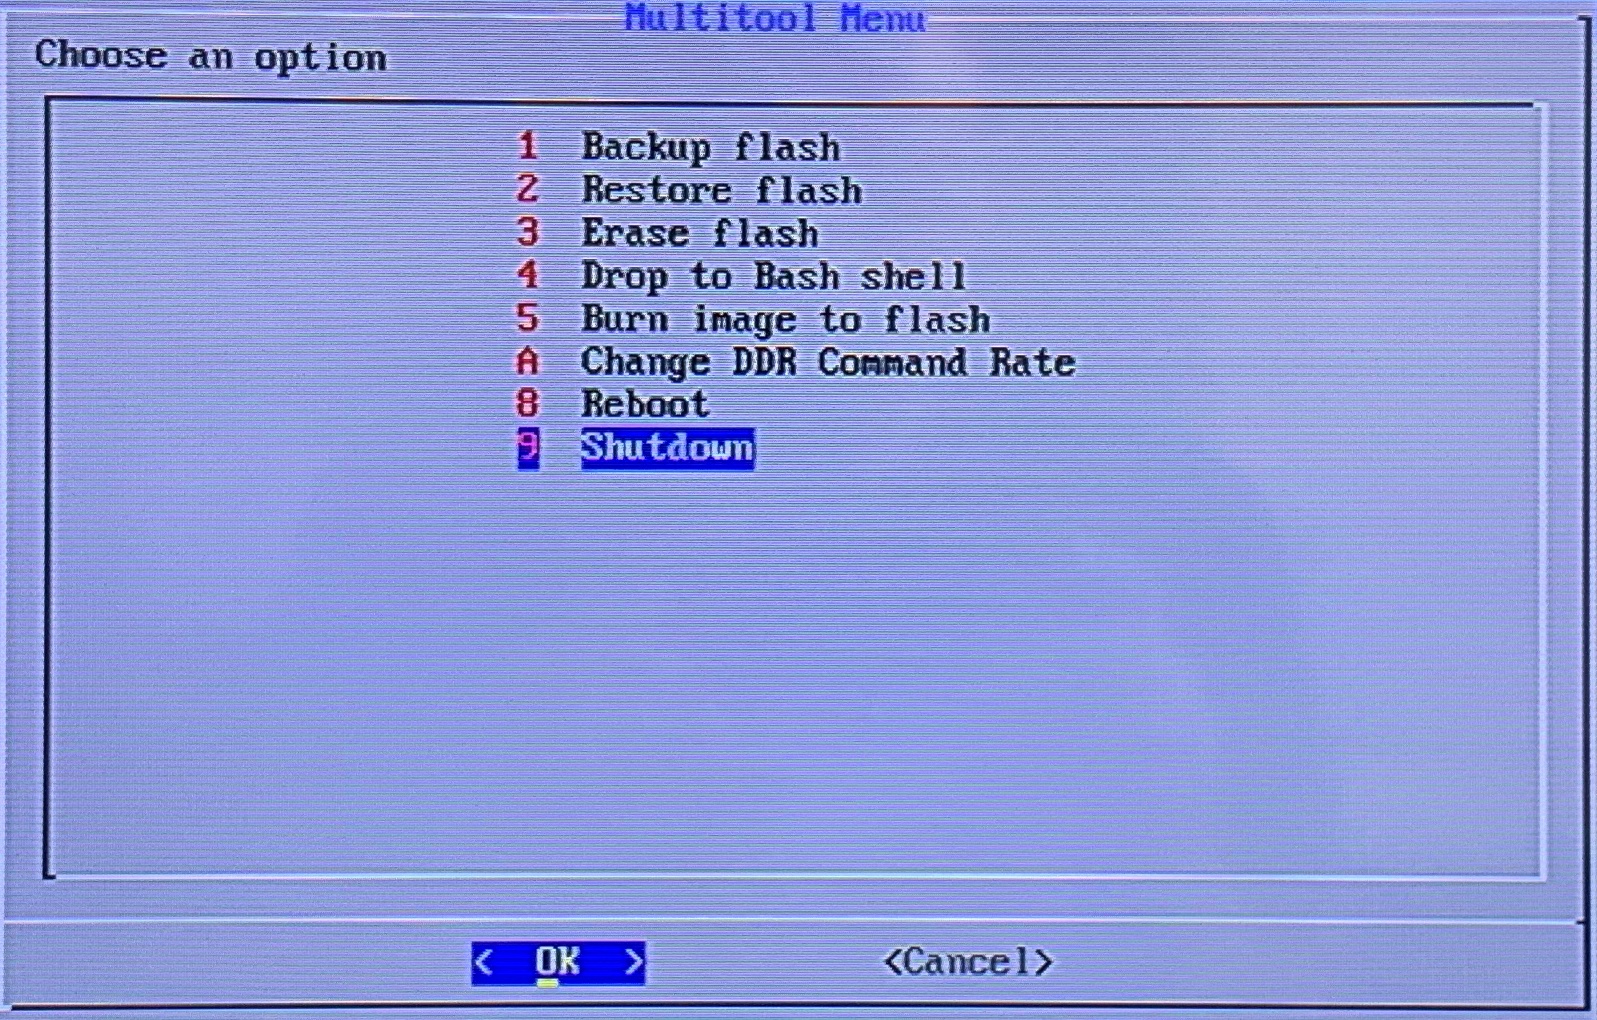 Multitool Menu
Choose an option
1 Backup flash
2 Restore flash
3 Erase flash
4 Drop to Bash shell
5 Burn image to flash
A Change DDR Command Rate
8 Reboot
9 Shutdown
< OK > <Cancel>